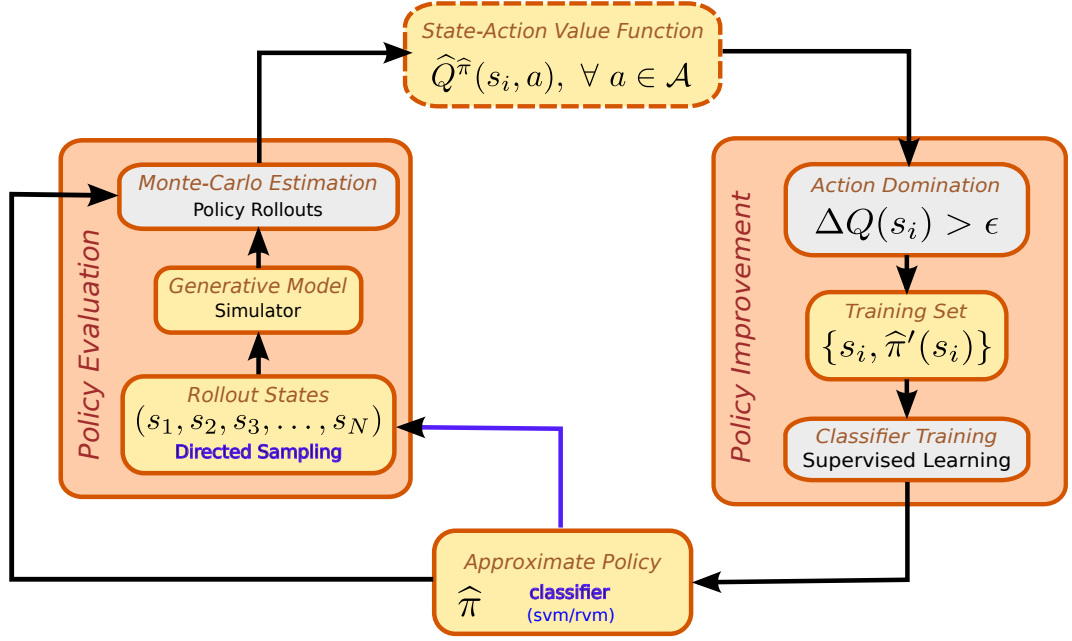 State-Action Value Function
Q̂^π̂(s_i, a), ∀ a ∈ 𝒜
Policy Evaluation
Monte-Carlo Estimation
Policy Rollouts
Generative Model
Simulator
Rollout States
(s_1, s_2, s_3, . . . , s_N)
Directed Sampling
Policy Improvement
Action Domination
ΔQ(s_i) > ϵ
Training Set
{s_i, π̂′(s_i)}
Classifier Training
Supervised Learning
Approximate Policy
π̂ classifier
(svm/rvm)